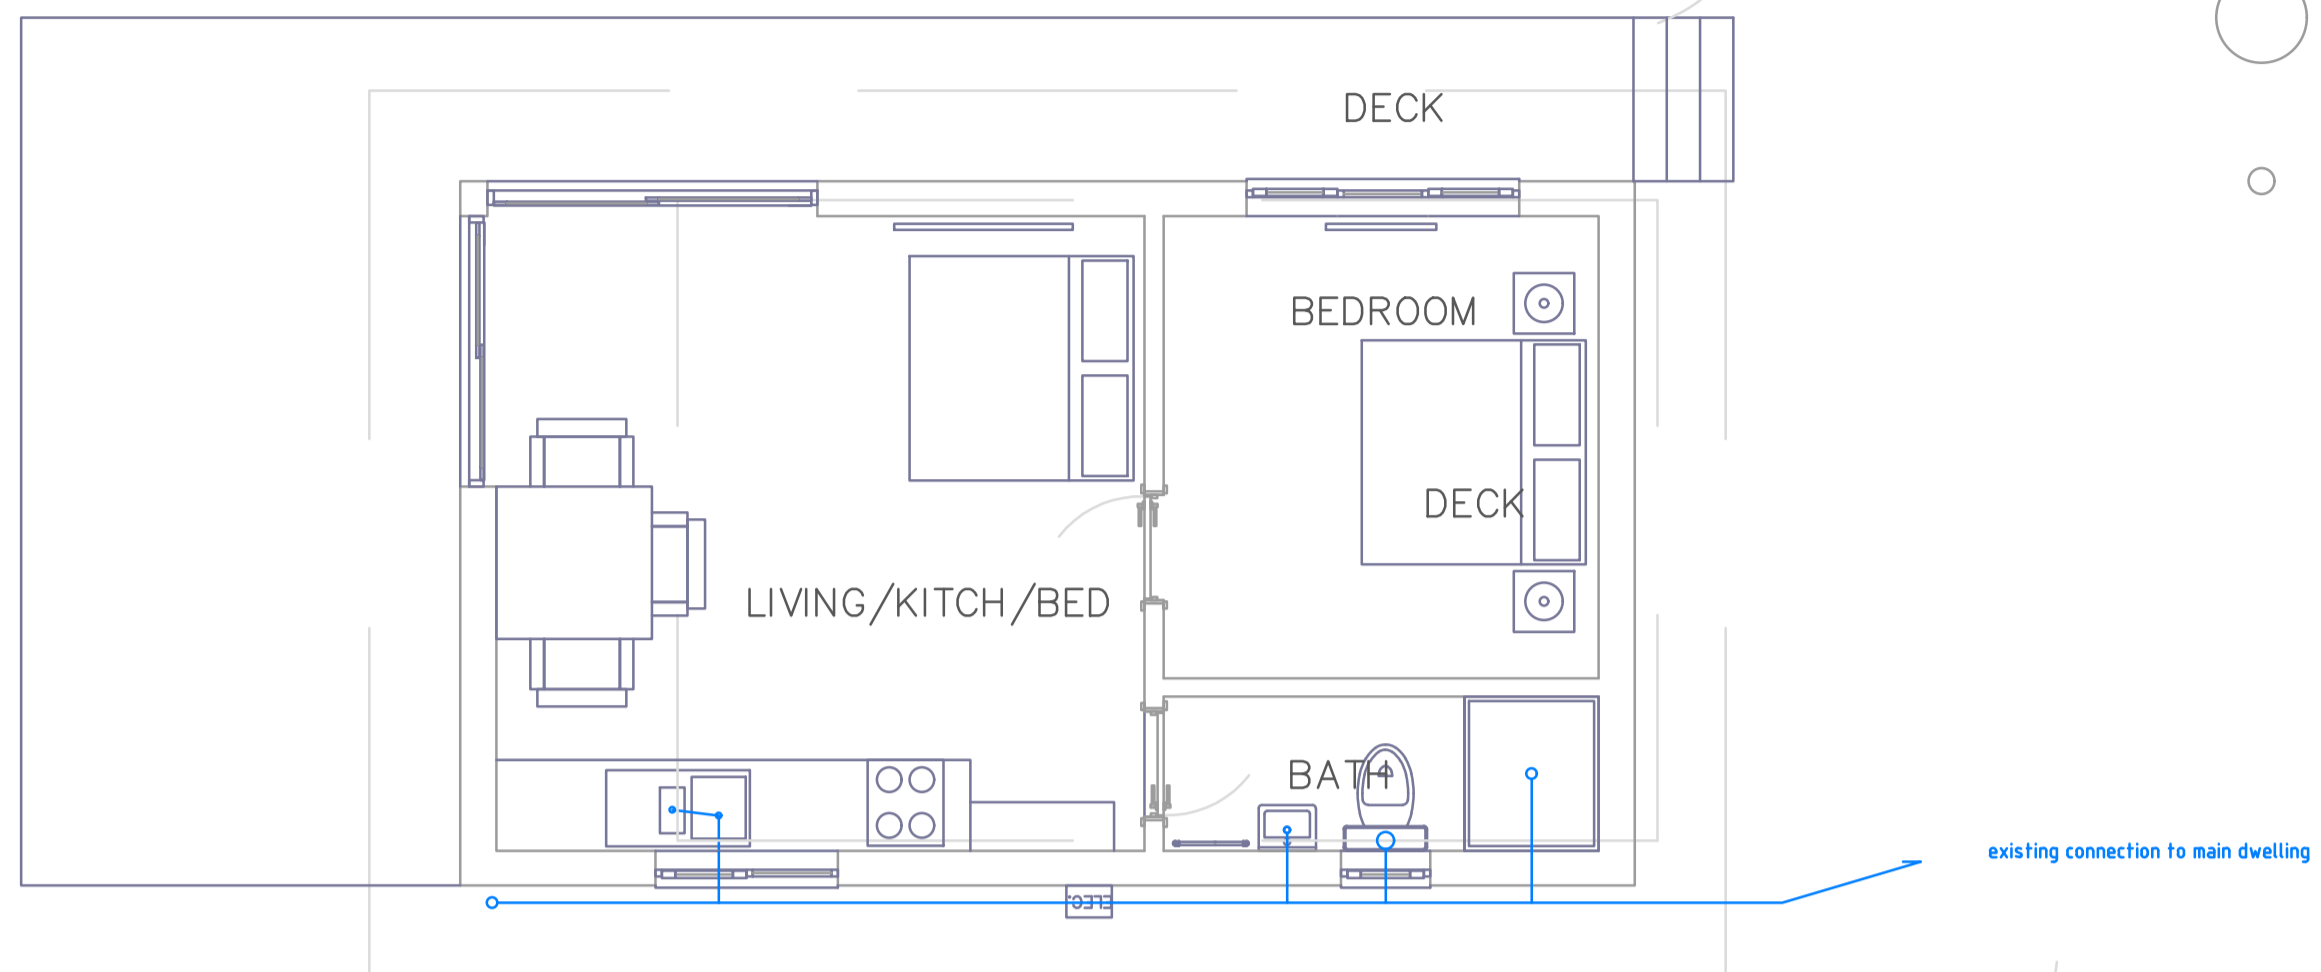 DECK
BEDROOM
DECK
LIVING/KITCH/BED
BATH
existing connection to main dwelling
ELEC.